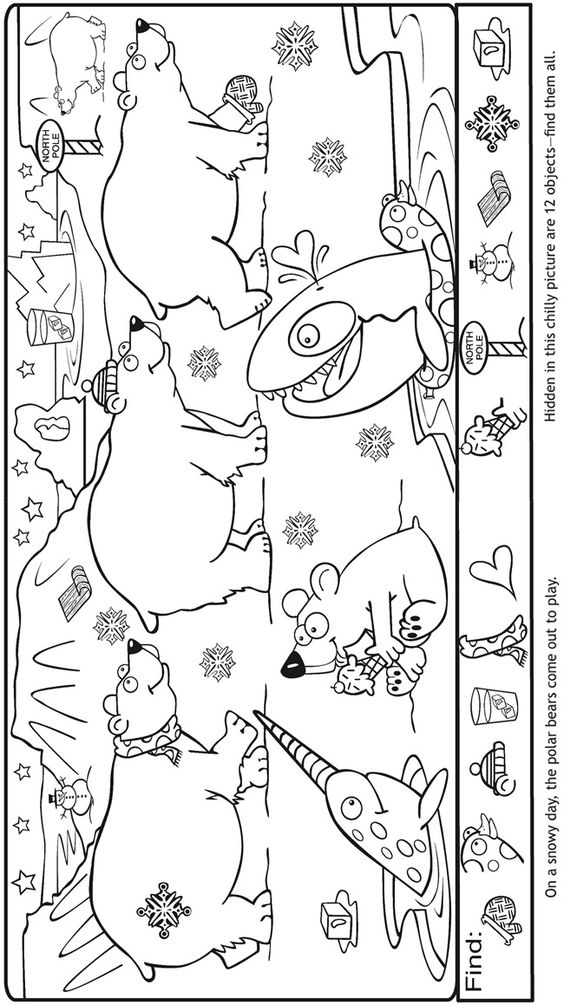 NORTH
POLE
Find:
NORTH
POLE
On a snowy day, the polar bears come out to play.
Hidden in this chilly picture are 12 objects—find them all.